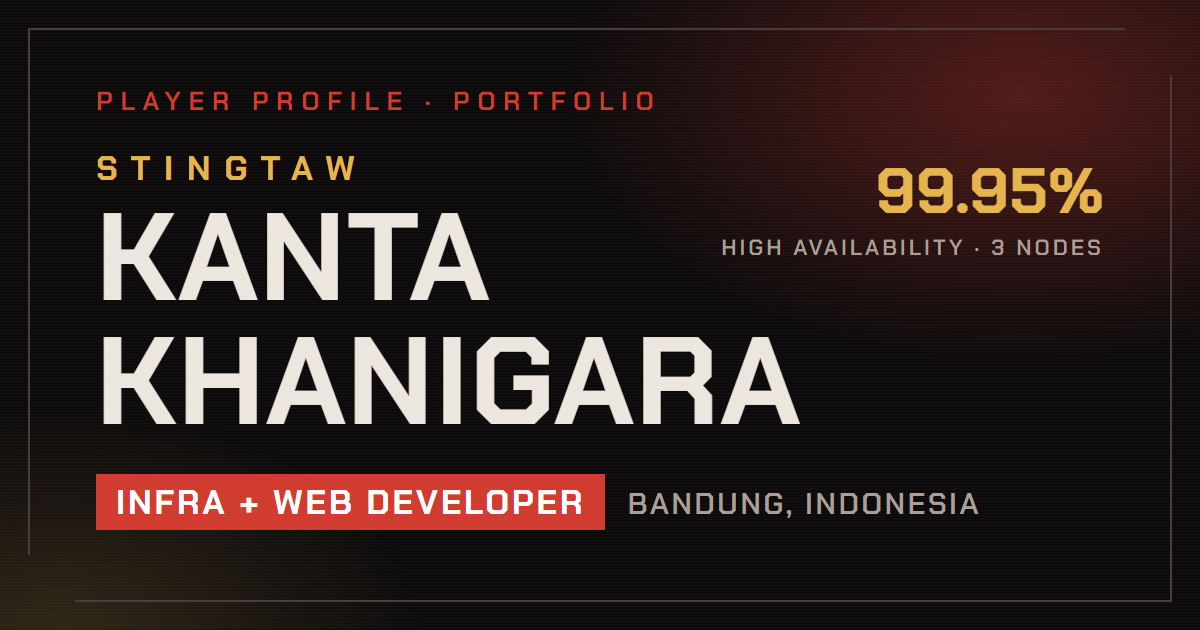 PLAYER PROFILE · PORTFOLIO
STINGTAW
KANTA
KHANIGARA
99.95%
HIGH AVAILABILITY · 3 NODES
INFRA + WEB DEVELOPER
BANDUNG, INDONESIA